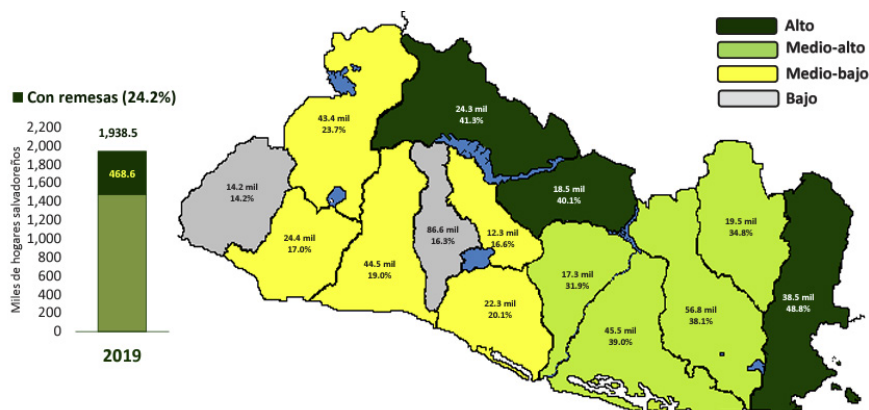 Alto
Medio-alto
Medio-bajo
Bajo
Con remesas (24.2%)
1,938.5
468.6
2019
Miles de hogares salvadoreños
2,200
2,000
1,800
1,600
1,400
1,200
1,000
800
600
400
200
0
43.4 mil
23.7%
24.3 mil
41.3%
14.2 mil
14.2%
18.5 mil
40.1%
19.5 mil
34.8%
24.4 mil
17.0%
44.5 mil
19.0%
86.6 mil
16.3%
12.3 mil
16.6%
17.3 mil
31.9%
22.3 mil
20.1%
45.5 mil
39.0%
56.8 mil
38.1%
38.5 mil
48.8%